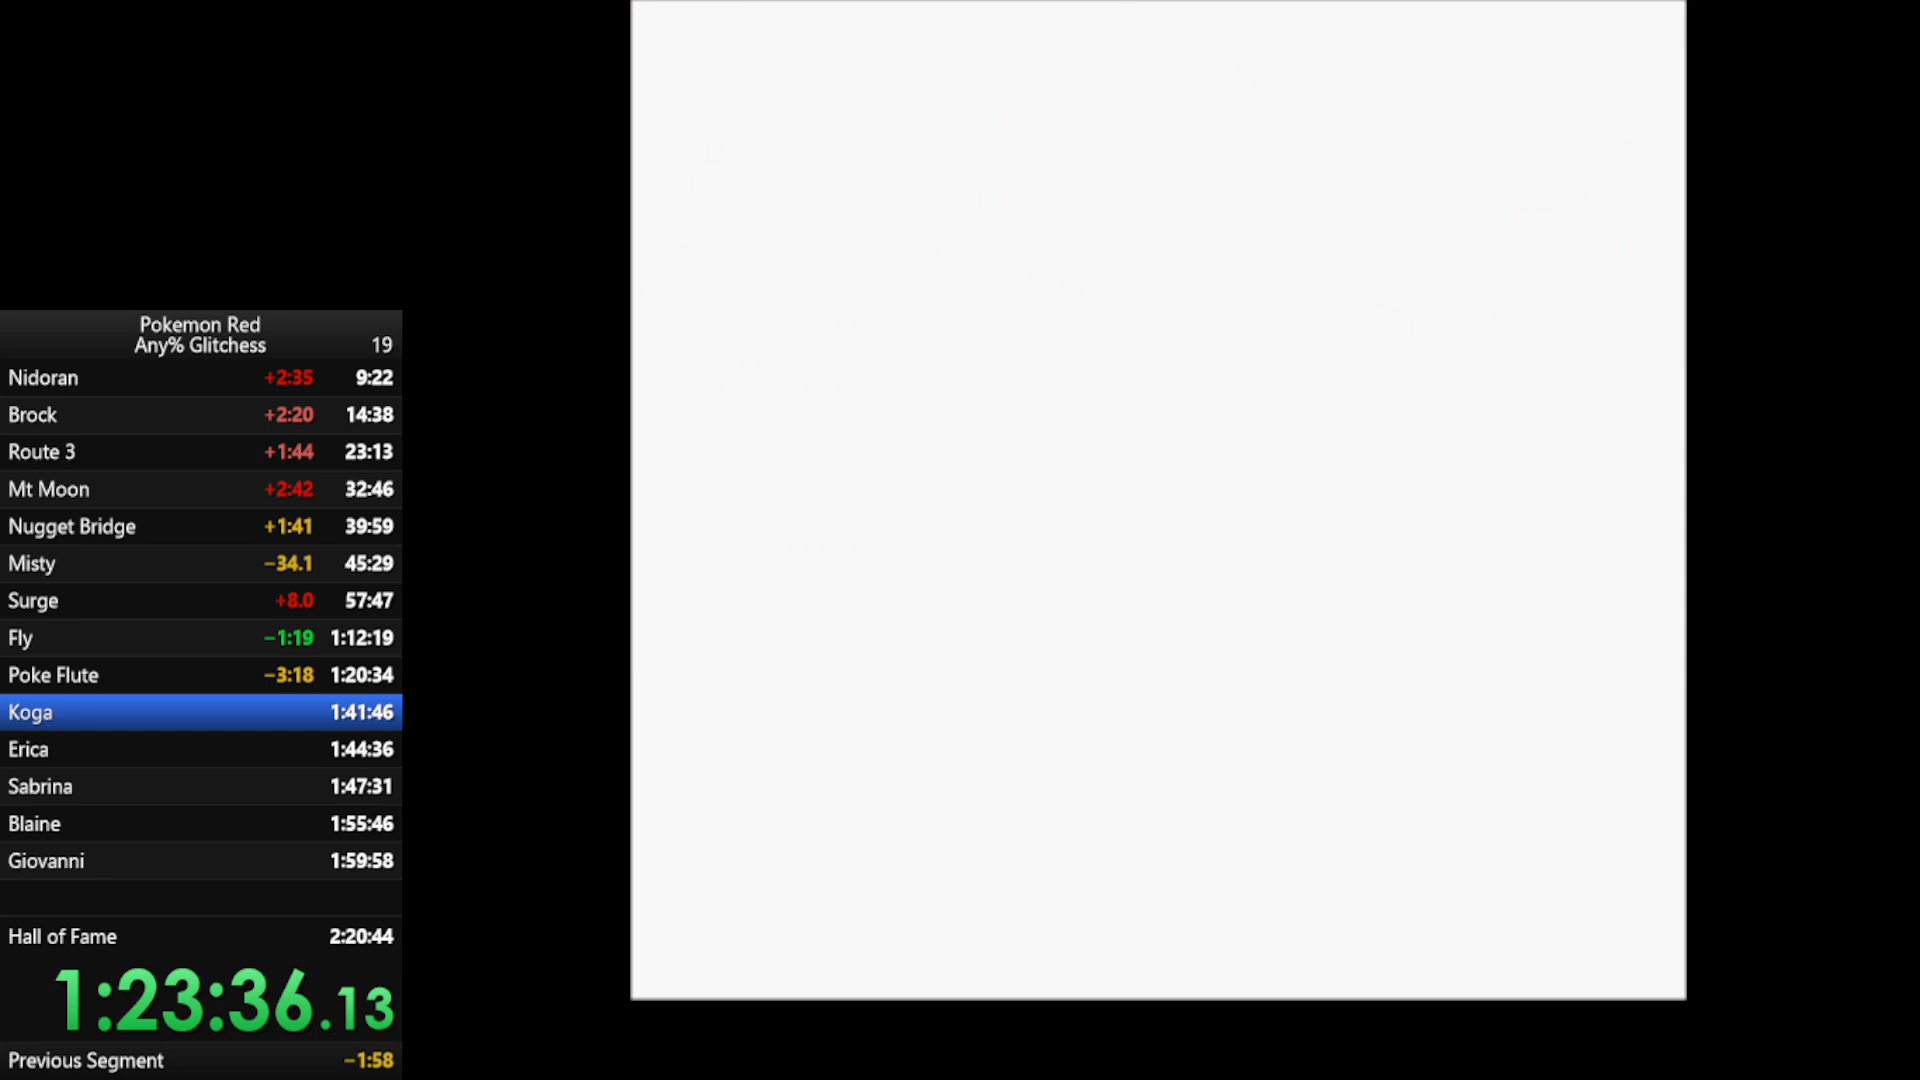 Pokemon Red
Any% Glitchess 19
Nidoran +2:35 9:22
Brock +2:20 14:38
Route 3 +1:44 23:13
Mt Moon +2:42 32:46
Nugget Bridge +1:41 39:59
Misty −34.1 45:29
Surge +8.0 57:47
Fly −1:19 1:12:19
Poke Flute −3:18 1:20:34
Koga 1:41:46
Erica 1:44:36
Sabrina 1:47:31
Blaine 1:55:46
Giovanni 1:59:58
Hall of Fame 2:20:44
1:23:36.13
Previous Segment −1:58